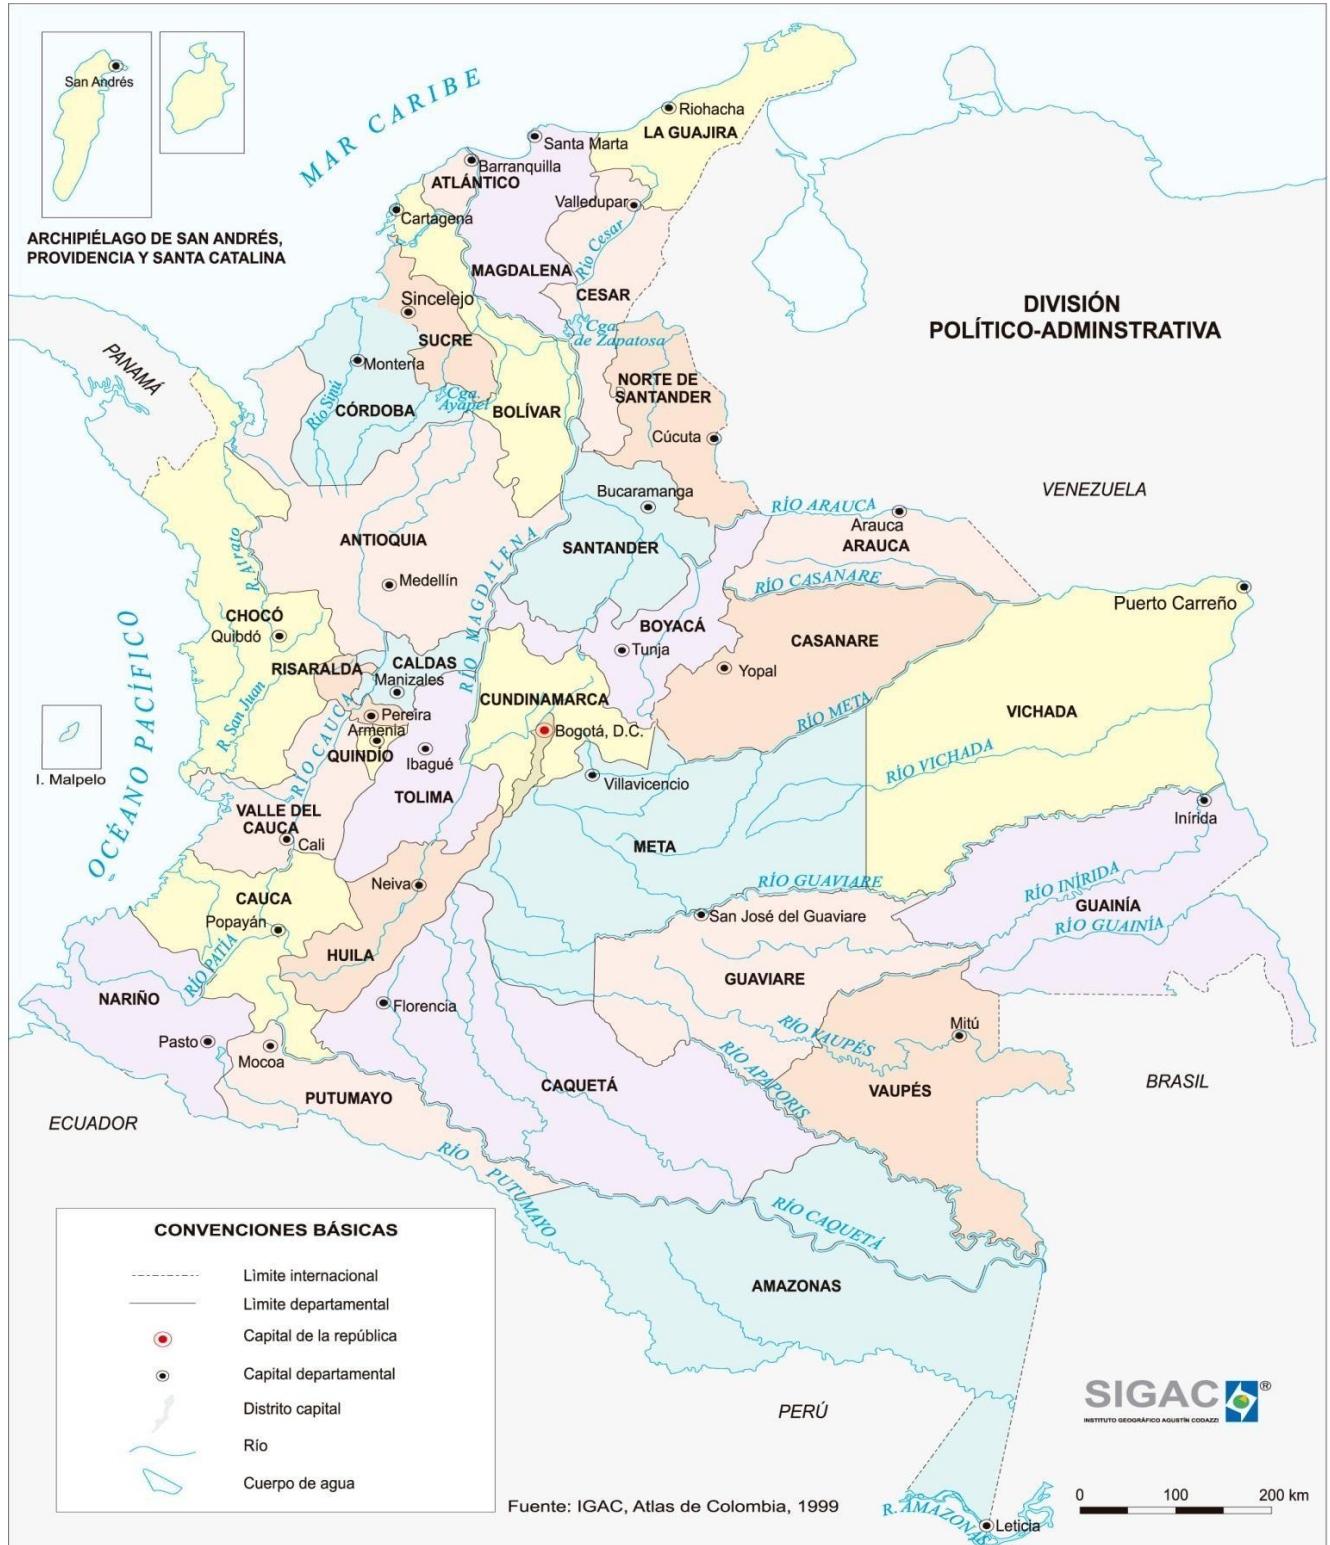 San Andrés
ARCHIPIÉLAGO DE SAN ANDRÉS,
PROVIDENCIA Y SANTA CATALINA
MAR CARIBE
Riohacha
LA GUAJIRA
Santa Marta
Barranquilla
ATLÁNTICO
Valledupar
Cartagena
Río Cesar
MAGDALENA
CESAR
DIVISIÓN
POLÍTICO-ADMINSTRATIVA
Sincelejo
SUCRE
Cga.
de Zapatosa
PANAMÁ
Montería
Río Sinú
CÓRDOBA
Cga.
Ayapel
BOLÍVAR
NORTE DE
SANTANDER
Cúcuta
VENEZUELA
Bucaramanga
RÍO ARAUCA
Arauca
ARAUCA
SANTANDER
ANTIOQUIA
R. Atrato
Medellín
RÍO MAGDALENA
RÍO CASANARE
Puerto Carreño
CHOCÓ
Quibdó
BOYACÁ
Tunja
CASANARE
Yopal
RISARALDA
CALDAS
Manizales
CUNDINAMARCA
RÍO META
VICHADA
R. San Juan
RÍO CAUCA
Pereira
Armenia
QUINDÍO
Ibagué
Bogotá, D.C.
OCÉANO PACÍFICO
I. Malpelo
Villavicencio
RÍO VICHADA
TOLIMA
VALLE DEL
CAUCA
Cali
META
Inírida
Neiva
RÍO GUAVIARE
RÍO INÍRIDA
CAUCA
Popayán
San José del Guaviare
GUAINÍA
RÍO GUAINÍA
RÍO PATÍA
HUILA
GUAVIARE
NARIÑO
Florencia
Pasto
Mocoa
RÍO VAUPÉS
Mitú
RÍO APAPORIS
CAQUETÁ
VAUPÉS
BRASIL
PUTUMAYO
ECUADOR
RÍO PUTUMAYO
RÍO CAQUETÁ
AMAZONAS
CONVENCIONES BÁSICAS
Lìmite internacional
Lìmite departamental
Capital de la república
Capital departamental
Distrito capital
Río
Cuerpo de agua
PERÚ
SIGAC®
INSTITUTO GEOGRÁFICO AGUSTÍN CODAZZI
Fuente: IGAC, Atlas de Colombia, 1999
R. AMAZONAS
Leticia
0 100 200 km